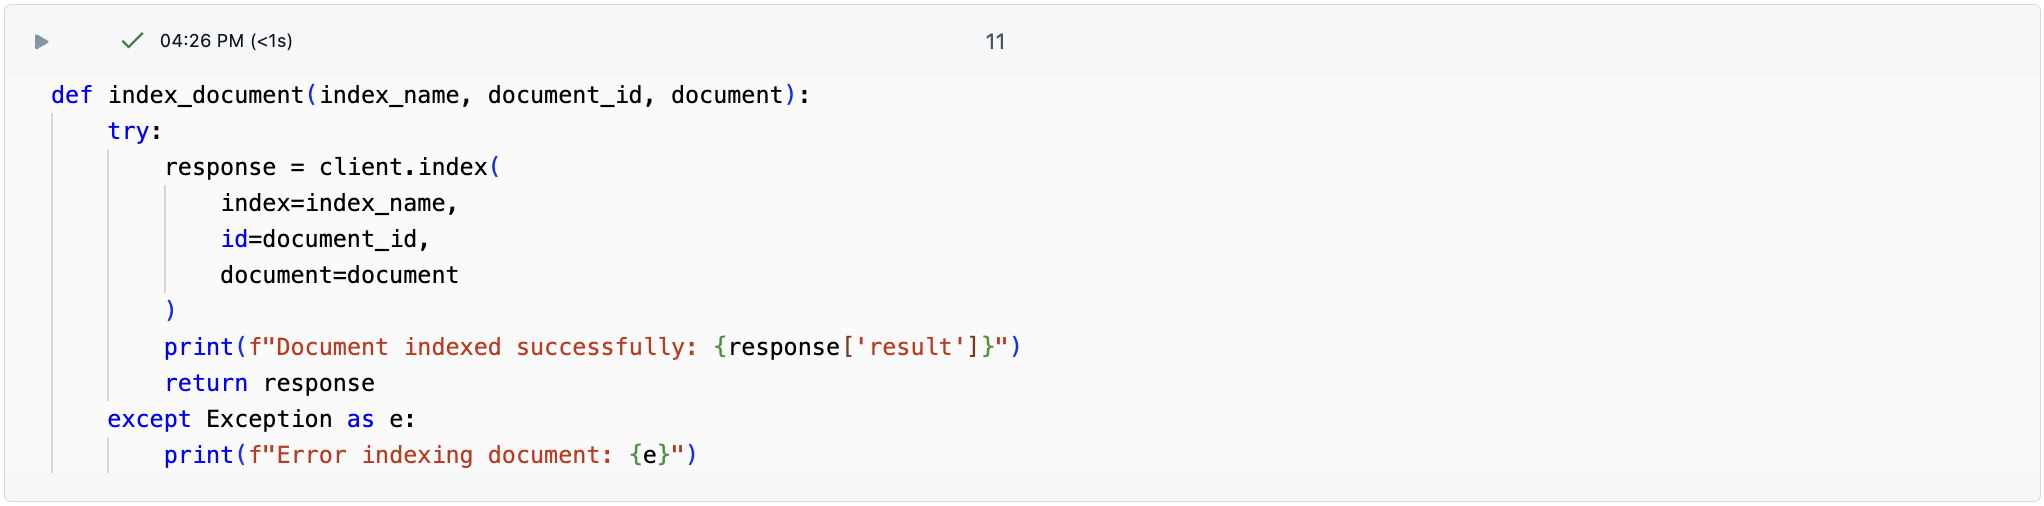 04:26 PM (<1s)
11
def index_document(index_name, document_id, document):
    try:
        response = client.index(
            index=index_name,
            id=document_id,
            document=document
        )
        print(f"Document indexed successfully: {response['result']}")
        return response
    except Exception as e:
        print(f"Error indexing document: {e}")